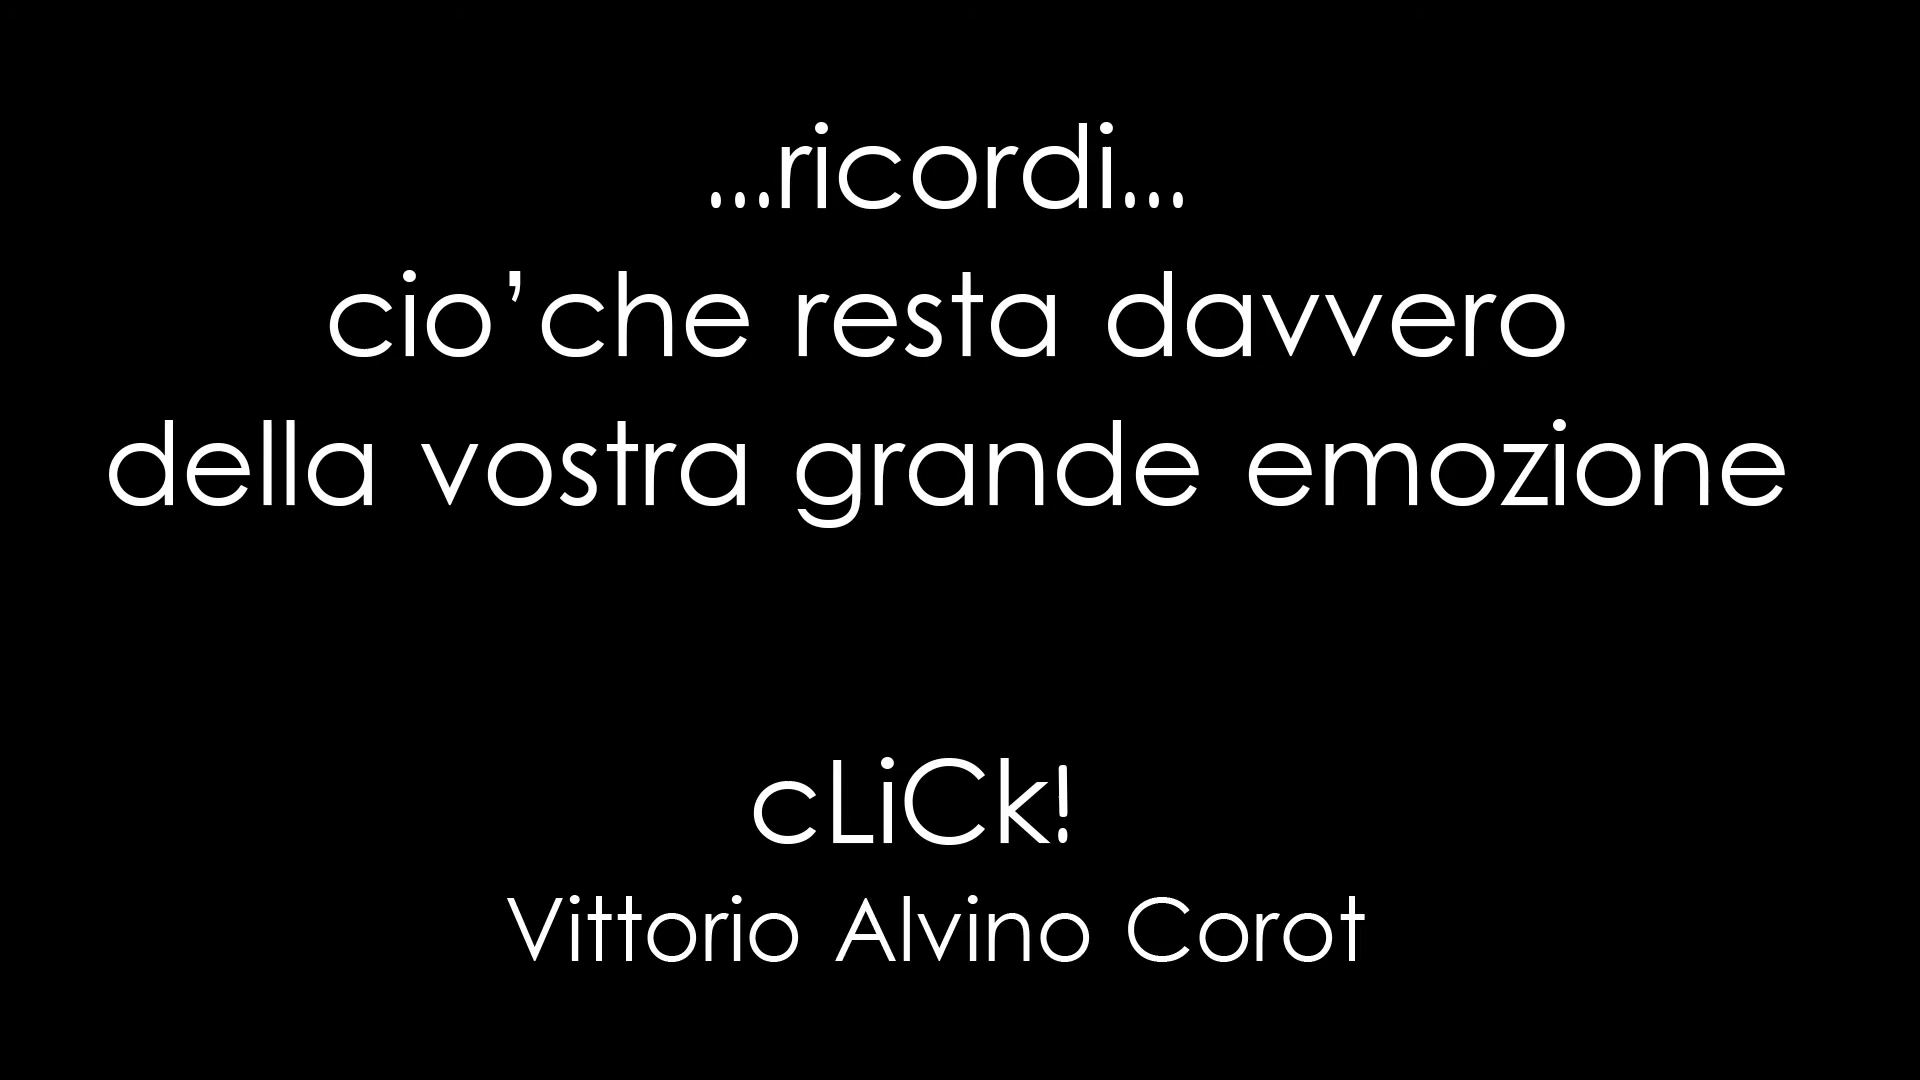 ...ricordi...
cio’che resta davvero
della vostra grande emozione
cLiCk!
Vittorio Alvino Corot